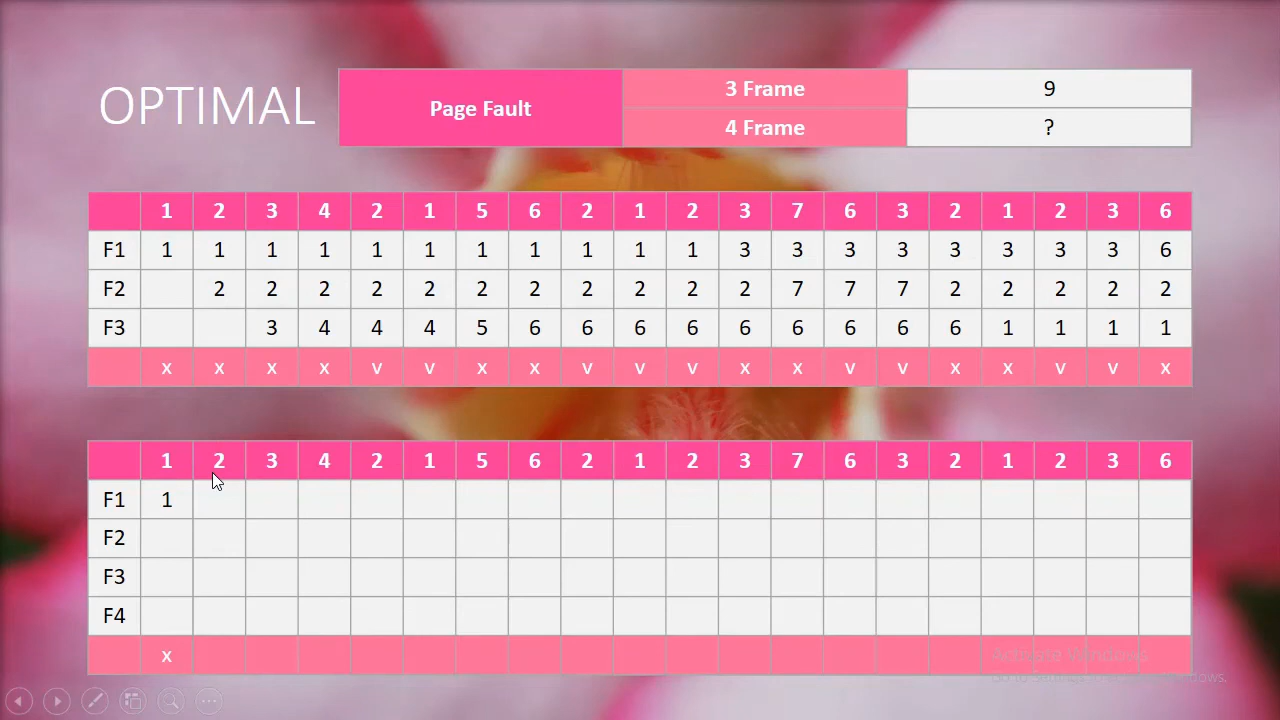 OPTIMAL
Page Fault
3 Frame 9
4 Frame ?
1 2 3 4 2 1 5 6 2 1 2 3 7 6 3 2 1 2 3 6
F1 1 1 1 1 1 1 1 1 1 1 1 3 3 3 3 3 3 3 3 6
F2 2 2 2 2 2 2 2 2 2 2 2 7 7 7 2 2 2 2 2
F3 3 4 4 4 5 6 6 6 6 6 6 6 6 6 1 1 1 1
x x x x v v x x v v v x x v v x x v v x
1 2 3 4 2 1 5 6 2 1 2 3 7 6 3 2 1 2 3 6
F1 1
F2
F3
F4
x
Activate Windows
Go to Settings